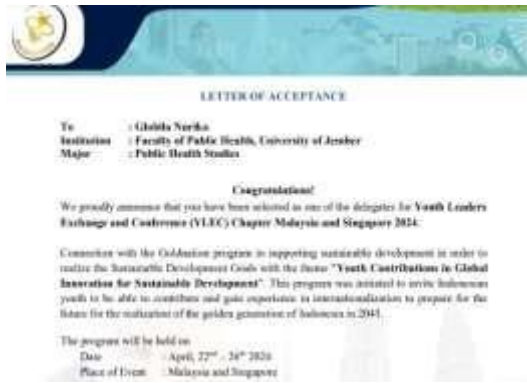 LETTER OF ACCEPTANCE
To : Globila Nurika
Institution : Faculty of Public Health, University of Jember
Major : Public Health Studies
Congratulations!
We proudly announce that you have been selected as one of the delegates for Youth Leaders
Exchange and Conference (YLEC) Chapter Malaysia and Singapore 2024.
Connection with the Goldnation program in supporting sustainable development in order to
realize the Sustainable Development Goals with the theme "Youth Contributions in Global
Innovation for Sustainable Development". This program was initiated to invite Indonesian
youth to be able to contribute and gain experience in internationalization to prepare for the
future for the realization of the golden generation of Indonesia in 2045.
The program will be held on
Date : April, 22nd - 26th 2024
Place of Event : Malaysia and Singapore